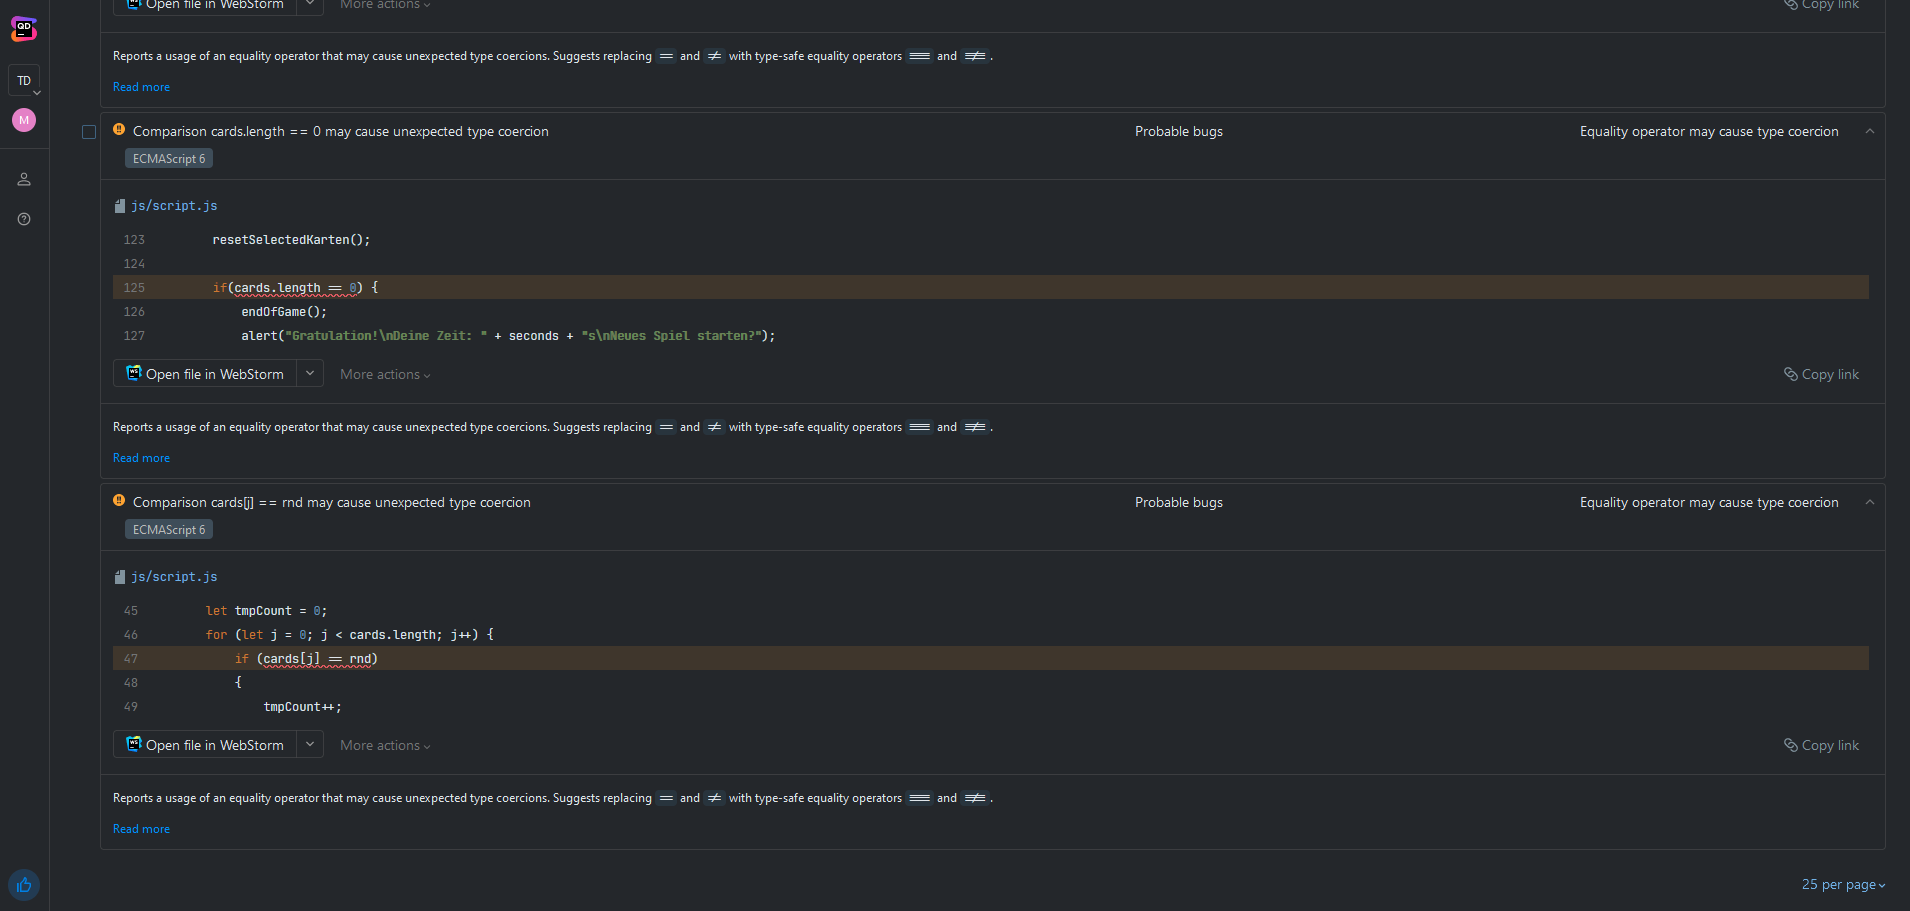 QD
Open file in WebStorm More actions Copy link
TD
Reports a usage of an equality operator that may cause unexpected type coercions. Suggests replacing == and != with type-safe equality operators === and !== .
Read more
M
Comparison cards.length == 0 may cause unexpected type coercion Probable bugs Equality operator may cause type coercion
ECMAScript 6
js/script.js
123 resetSelectedKarten();
124
125 if(cards.length == 0) {
126 endOfGame();
127 alert("Gratulation!\nDeine Zeit: " + seconds + "s\nNeues Spiel starten?");
WS Open file in WebStorm More actions Copy link
Reports a usage of an equality operator that may cause unexpected type coercions. Suggests replacing == and != with type-safe equality operators === and !== .
Read more
Comparison cards[j] == rnd may cause unexpected type coercion Probable bugs Equality operator may cause type coercion
ECMAScript 6
js/script.js
45 let tmpCount = 0;
46 for (let j = 0; j < cards.length; j++) {
47 if (cards[j] == rnd)
48 {
49 tmpCount++;
WS Open file in WebStorm More actions Copy link
Reports a usage of an equality operator that may cause unexpected type coercions. Suggests replacing == and != with type-safe equality operators === and !== .
Read more
25 per page